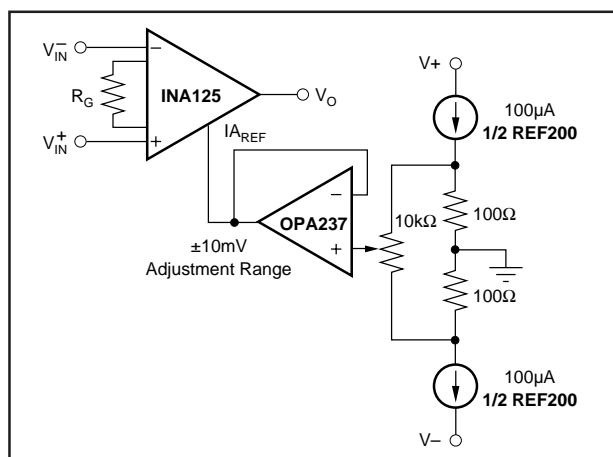 V−IN
−
INA125
RG
V+IN
+
VO
IAREF
−
OPA237
+
±10mV
Adjustment Range
10kΩ
V+
100µA
1/2 REF200
100Ω
100Ω
100µA
1/2 REF200
V−